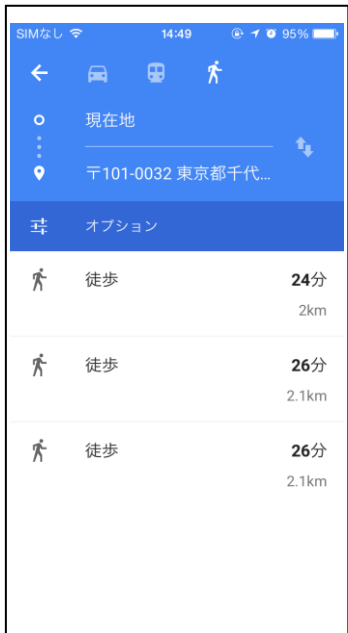 SIMなし 14:49 95%
現在地
〒101-0032 東京都千代...
オプション
徒歩 24分
2km
徒歩 26分
2.1km
徒歩 26分
2.1km